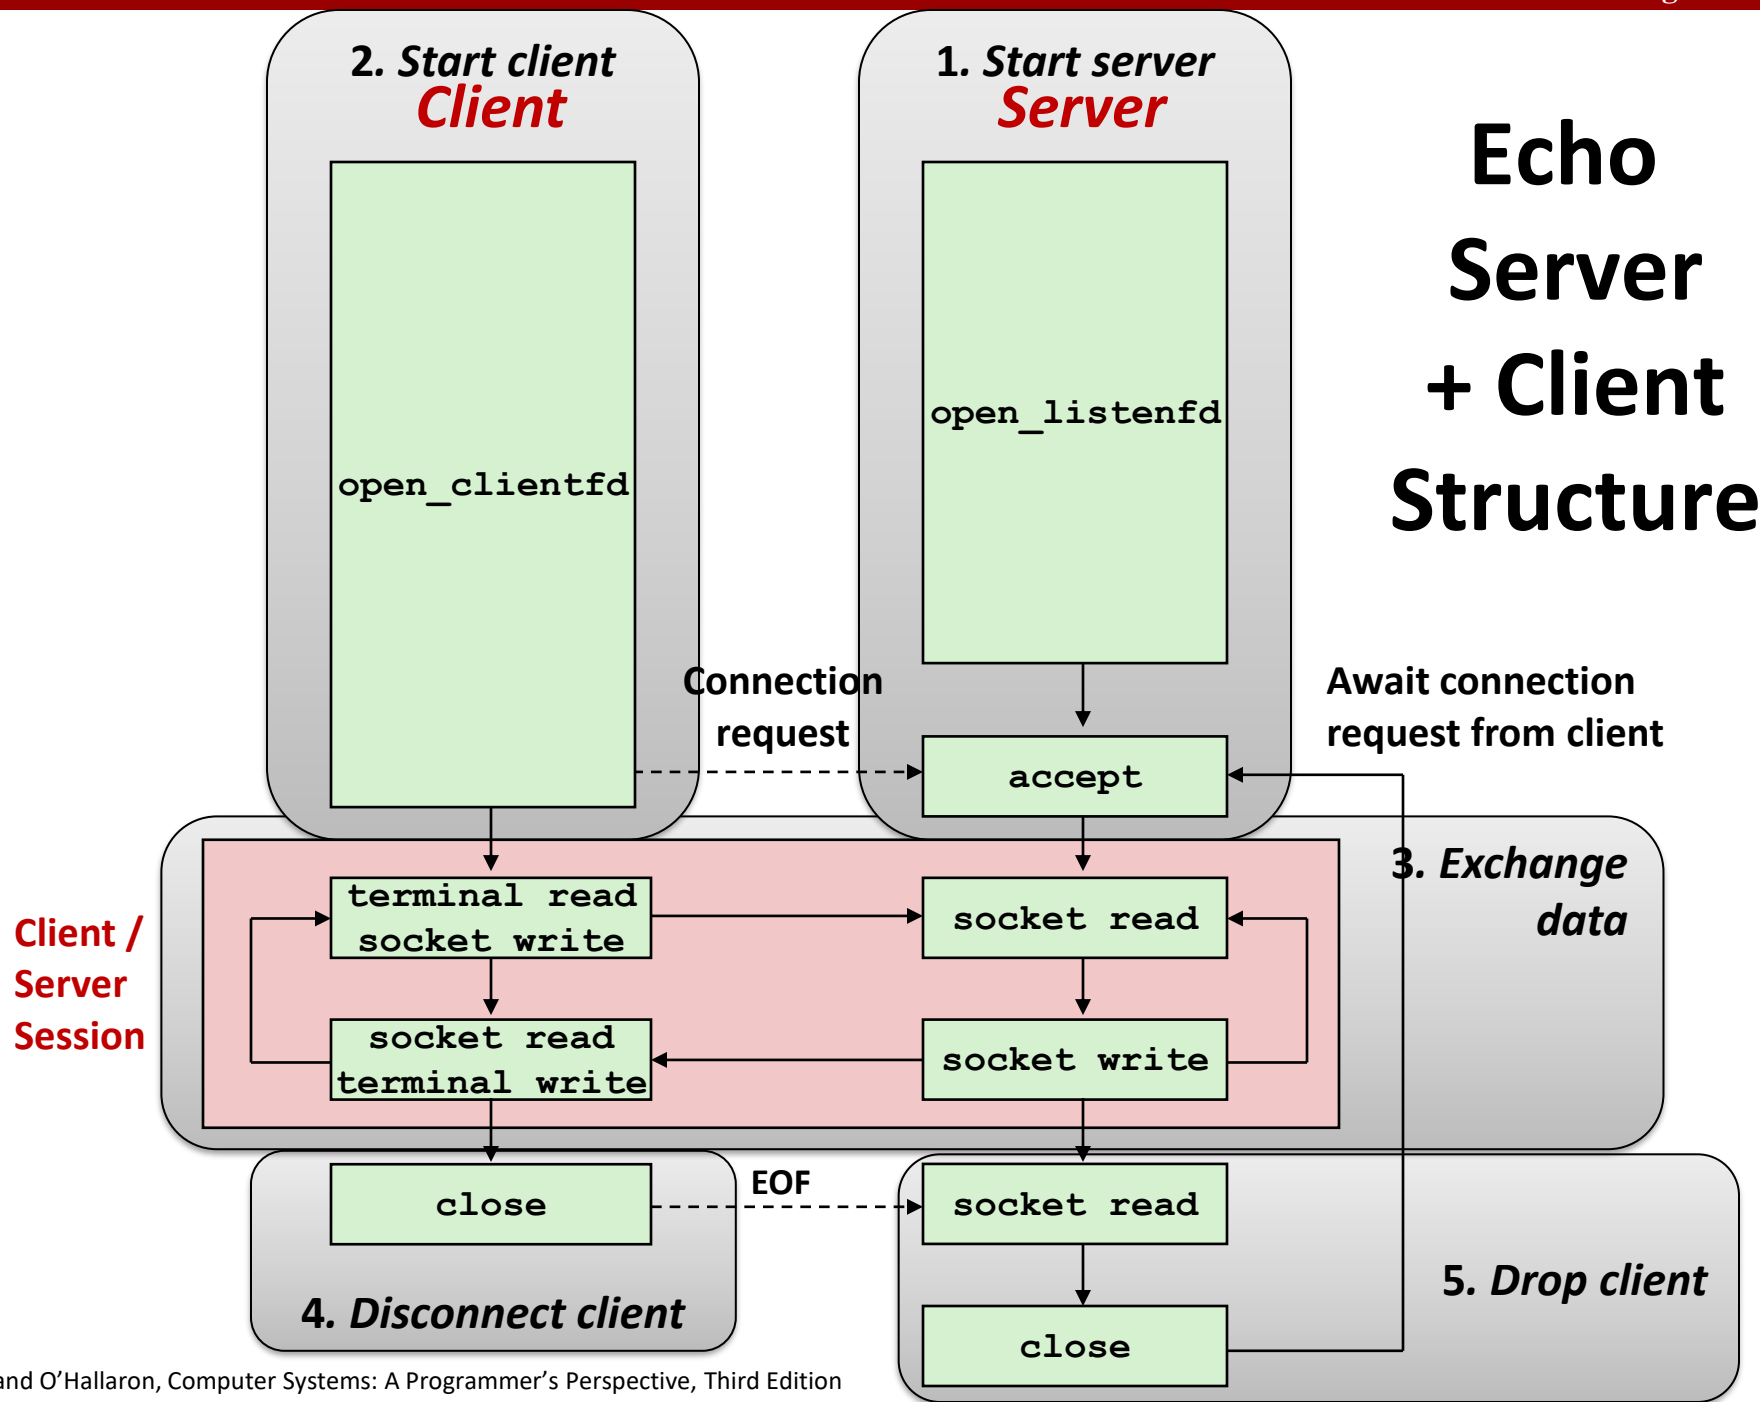 2. Start client
Client
1. Start server
Server
Echo
Server
+ Client
Structure
open_listenfd
open_clientfd
Connection
request
Await connection
request from client
accept
3. Exchange
data
Client /
Server
Session
terminal read
socket write
socket read
socket read
terminal write
socket write
close
EOF
socket read
4. Disconnect client
5. Drop client
close
and O'Hallaron, Computer Systems: A Programmer's Perspective, Third Edition